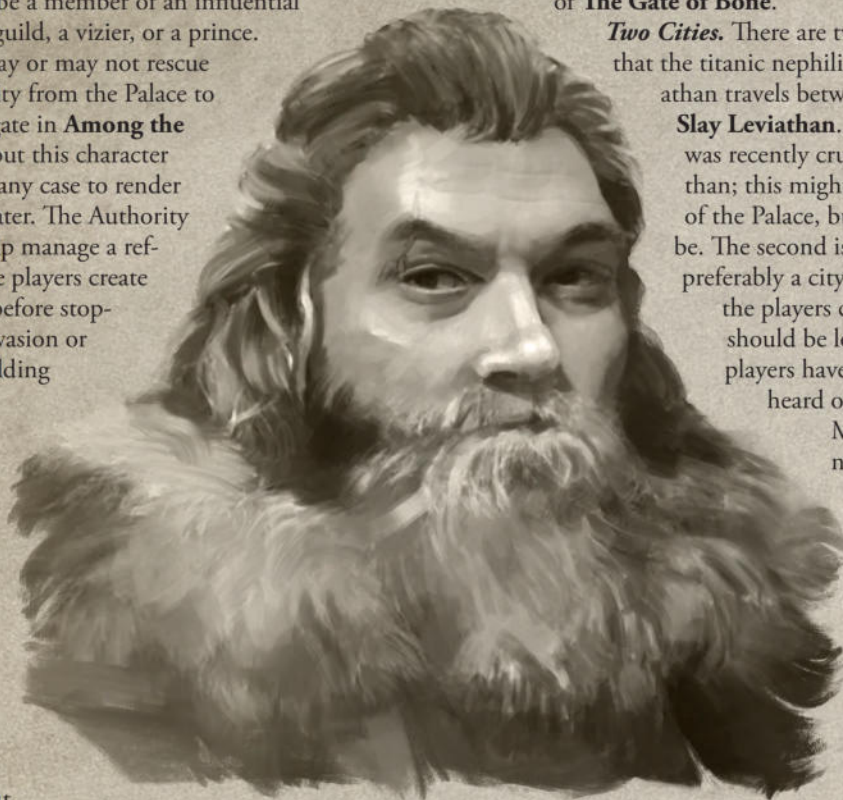 be a member of an influential
guild, a vizier, or a prince.
ay or may not rescue
ty from the Palace to
ate in Among the
out this character
any case to render
ter. The Authority
p manage a ref-
e players create
before stop-
vasion or
lding
or The Gate of Bone.
Two Cities. There are tw
that the titanic nephili
athan travels betw
Slay Leviathan.
was recently cru
than; this migh
of the Palace, bu
be. The second is
preferably a city
the players c
should be lo
players have
heard o
M
n